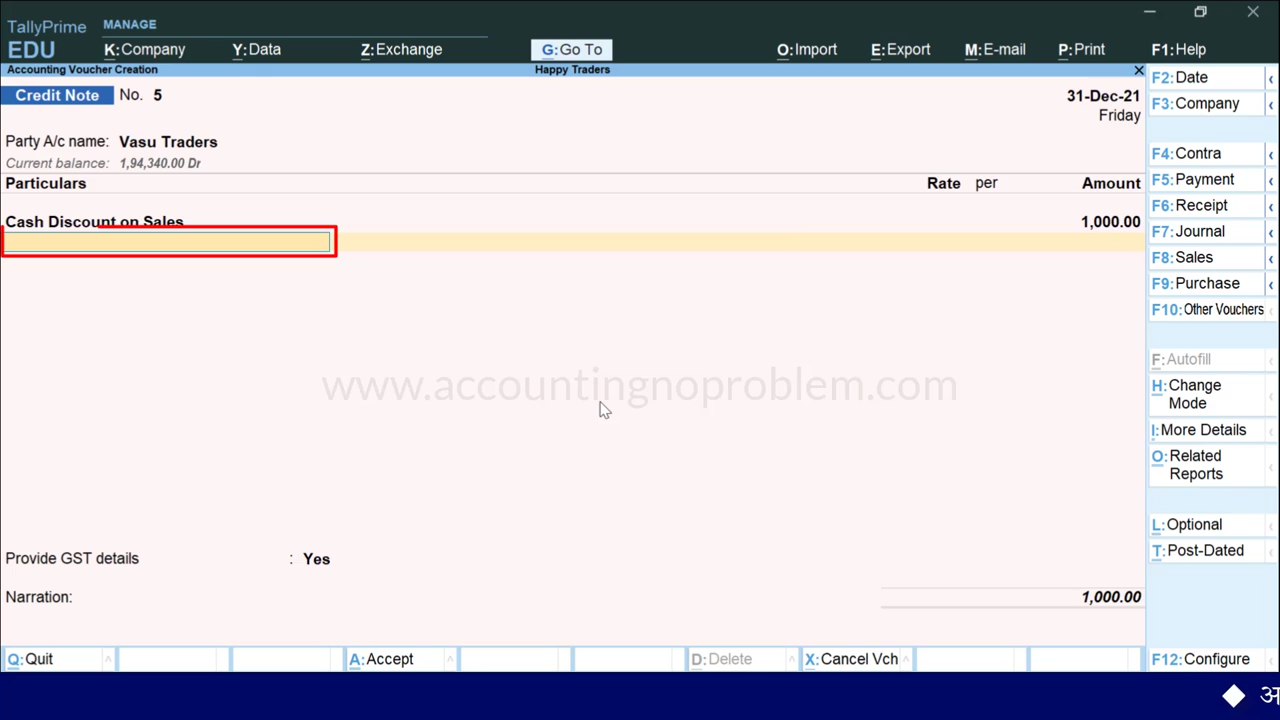 TallyPrime MANAGE
EDU K:Company Y:Data Z:Exchange G:Go To O:Import E:Export M:E-mail P:Print F1:Help
Accounting Voucher Creation Happy Traders
Credit Note No. 5 31-Dec-21
Friday
Party A/c name: Vasu Traders
Current balance: 1,94,340.00 Dr
Particulars Rate per Amount
Cash Discount on Sales 1,000.00
www.accountingnoproblem.com
Provide GST details : Yes
Narration: 1,000.00
F2:Date
F3:Company
F4:Contra
F5:Payment
F6:Receipt
F7:Journal
F8:Sales
F9:Purchase
F10:Other Vouchers
F:Autofill
H:Change
Mode
I:More Details
O:Related
Reports
L:Optional
T:Post-Dated
Q:Quit A:Accept D:Delete X:Cancel Vch F12:Configure